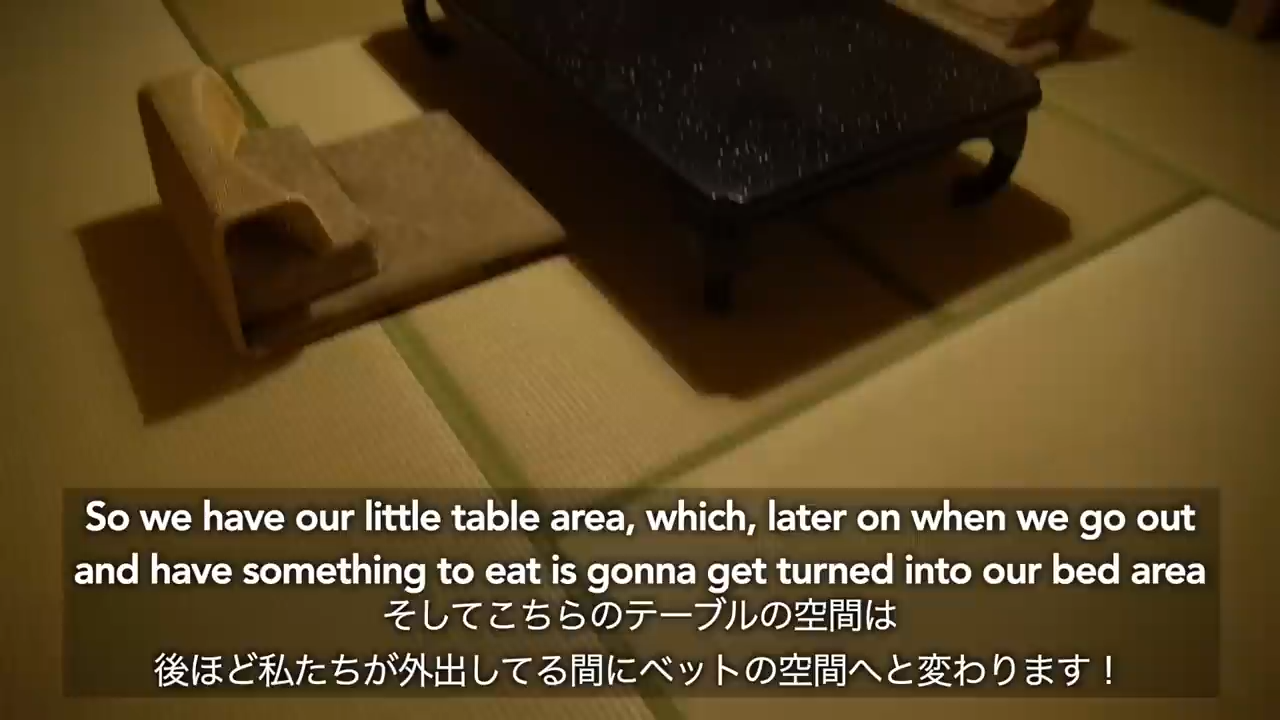 So we have our little table area, which, later on when we go out
and have something to eat is gonna get turned into our bed area
そしてこちらのテーブルの空間は
後ほど私たちが外出してる間にベットの空間へと変わります！